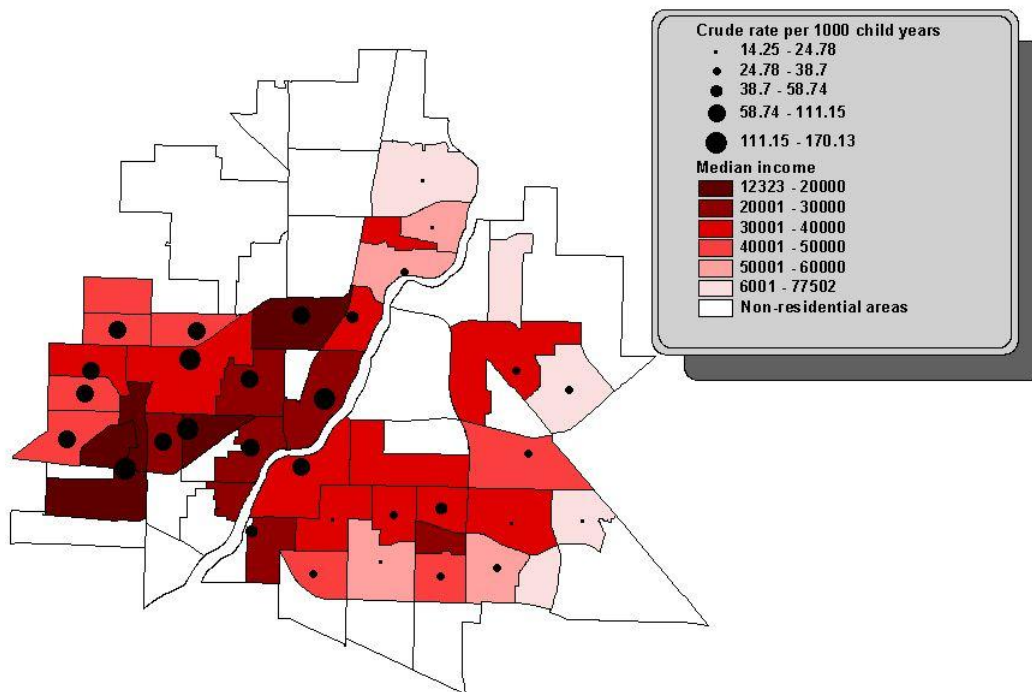 Crude rate per 1000 child years
14.25 - 24.78
24.78 - 38.7
38.7 - 58.74
58.74 - 111.15
111.15 - 170.13
Median income
12323 - 20000
20001 - 30000
30001 - 40000
40001 - 50000
50001 - 60000
6001 - 77502
Non-residential areas